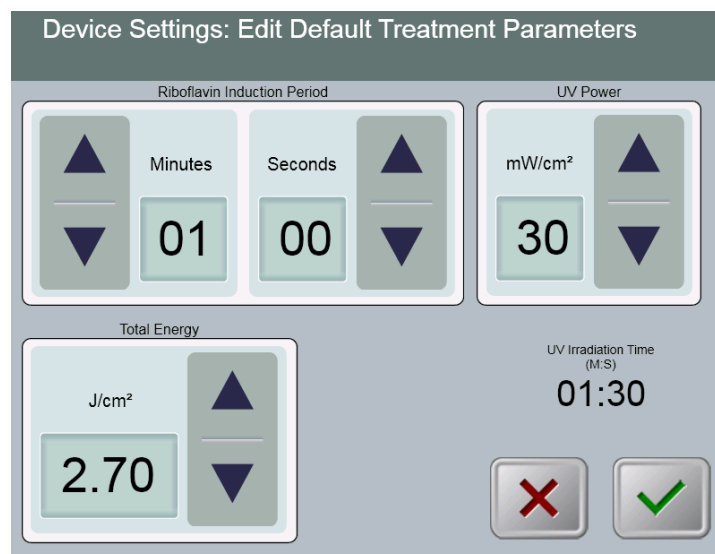 Device Settings: Edit Default Treatment Parameters
Riboflavin Induction Period
Minutes
Seconds
01
00
UV Power
mW/cm²
30
Total Energy
J/cm²
2.70
UV Irradiation Time
(M:S)
01:30